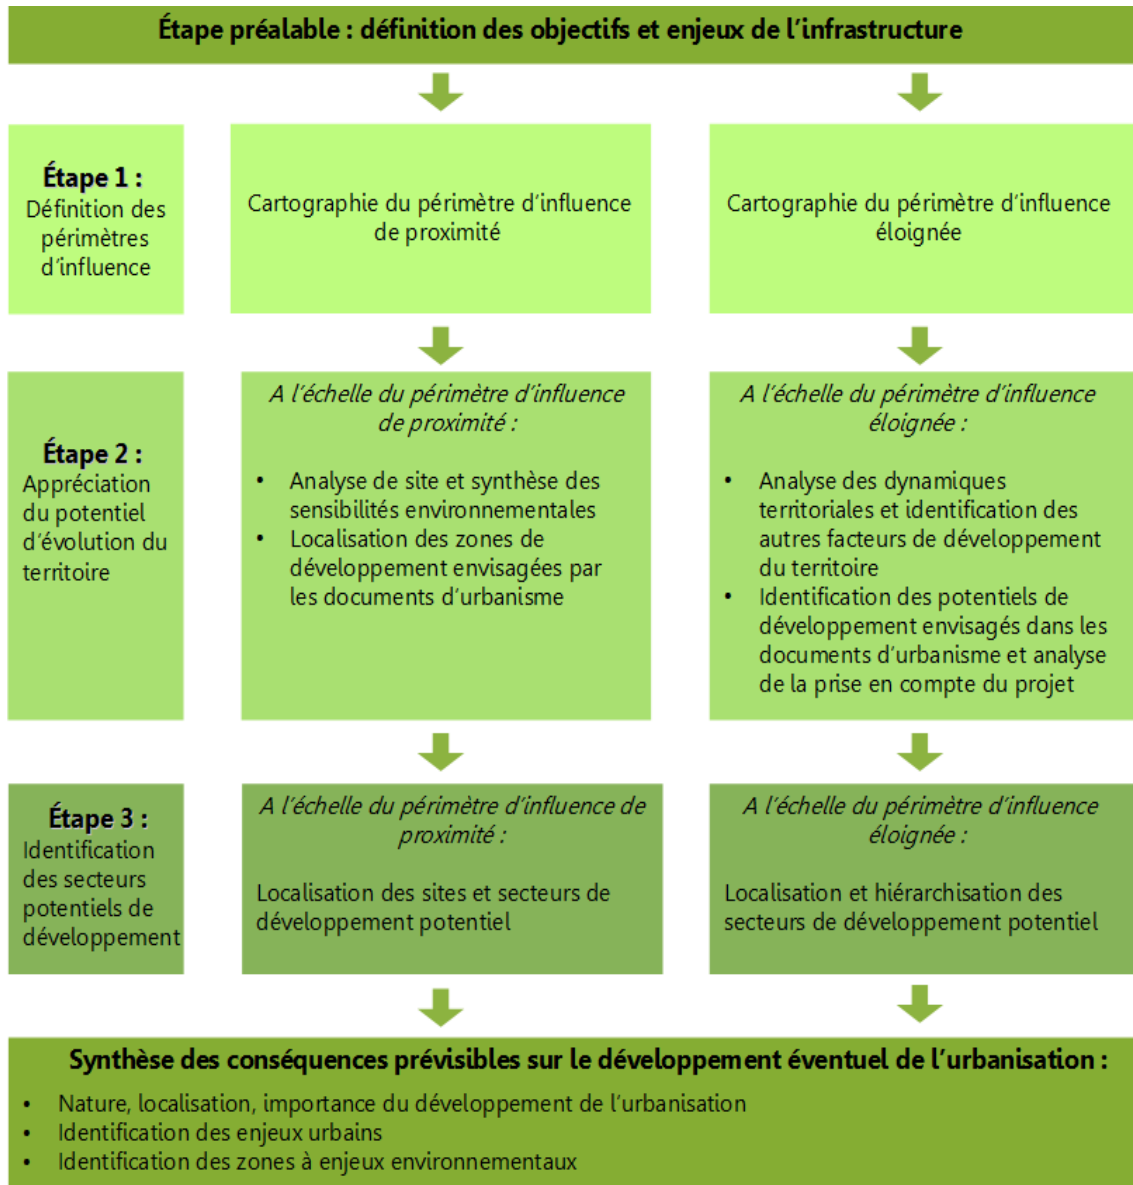 Étape préalable : définition des objectifs et enjeux de l'infrastructure
Étape 1 :
Définition des
périmètres
d'influence
Cartographie du périmètre d'influence
de proximité
Cartographie du périmètre d'influence
éloignée
Étape 2 :
Appréciation
du potentiel
d'évolution du
territoire
A l'échelle du périmètre d'influence
de proximité :
• Analyse de site et synthèse des
sensibilités environnementales
• Localisation des zones de
développement envisagées par
les documents d'urbanisme
A l'échelle du périmètre d'influence
éloignée :
• Analyse des dynamiques
territoriales et identification des
autres facteurs de développement
du territoire
• Identification des potentiels de
développement envisagés dans les
documents d'urbanisme et analyse
de la prise en compte du projet
Étape 3 :
Identification
des secteurs
potentiels de
développement
A l'échelle du périmètre d'influence de
proximité :
Localisation des sites et secteurs de
développement potentiel
A l'échelle du périmètre d'influence
éloignée :
Localisation et hiérarchisation des
secteurs de développement potentiel
Synthèse des conséquences prévisibles sur le développement éventuel de l'urbanisation :
• Nature, localisation, importance du développement de l'urbanisation
• Identification des enjeux urbains
• Identification des zones à enjeux environnementaux